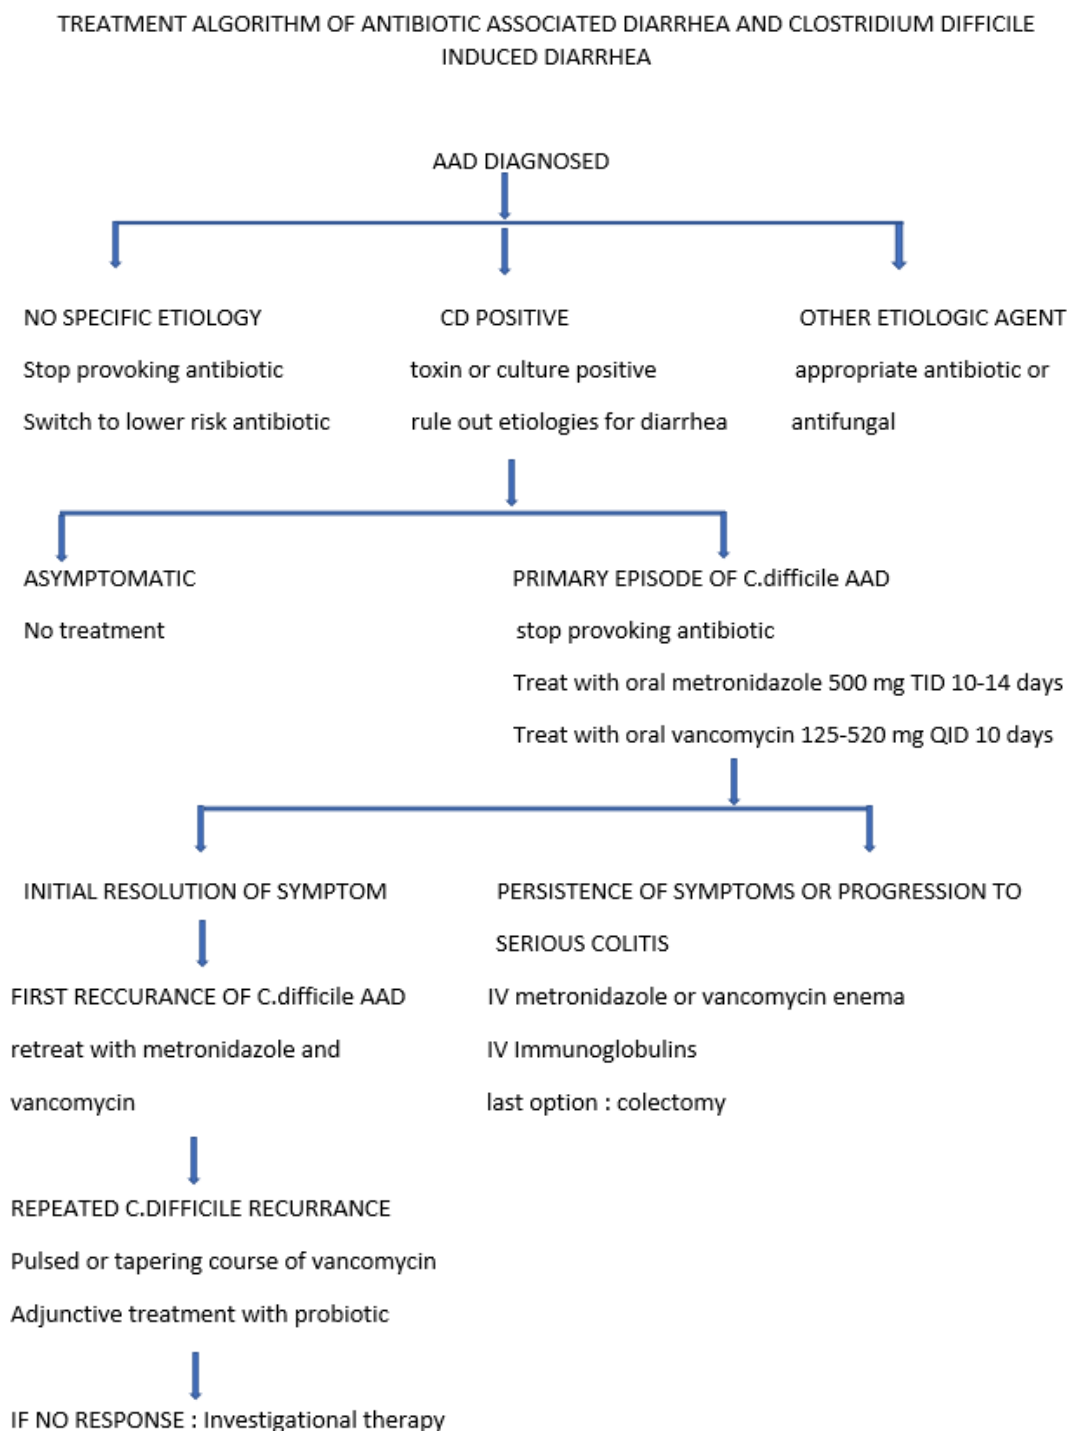 TREATMENT ALGORITHM OF ANTIBIOTIC ASSOCIATED DIARRHEA AND CLOSTRIDIUM DIFFICILE
INDUCED DIARRHEA
AAD DIAGNOSED
NO SPECIFIC ETIOLOGY
Stop provoking antibiotic
Switch to lower risk antibiotic
CD POSITIVE
toxin or culture positive
rule out etiologies for diarrhea
OTHER ETIOLOGIC AGENT
appropriate antibiotic or
antifungal
ASYMPTOMATIC
No treatment
PRIMARY EPISODE OF C.difficile AAD
stop provoking antibiotic
Treat with oral metronidazole 500 mg TID 10-14 days
Treat with oral vancomycin 125-520 mg QID 10 days
INITIAL RESOLUTION OF SYMPTOM
FIRST RECCURANCE OF C.difficile AAD
retreat with metronidazole and
vancomycin
REPEATED C.DIFFICILE RECURRANCE
Pulsed or tapering course of vancomycin
Adjunctive treatment with probiotic
IF NO RESPONSE : Investigational therapy
PERSISTENCE OF SYMPTOMS OR PROGRESSION TO
SERIOUS COLITIS
IV metronidazole or vancomycin enema
IV Immunoglobulins
last option : colectomy